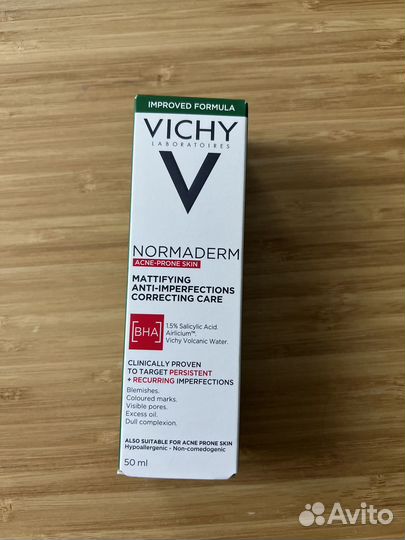 IMPROVED FORMULA
VICHY
LABORATOIRES
V
NORMADERM
ACNE-PRONE SKIN
MATTIFYING
ANTI-IMPERFECTIONS
CORRECTING CARE
[BHA]
1.5% Salicylic Acid.
Airlicium™.
Vichy Volcanic Water.
CLINICALLY PROVEN
TO TARGET PERSISTENT
+ RECURRING IMPERFECTIONS
Blemishes.
Coloured marks.
Visible pores.
Excess oil.
Dull complexion.
ALSO SUITABLE FOR ACNE PRONE SKIN
Hypoallergenic - Non-comedogenic
50 ml
Avito